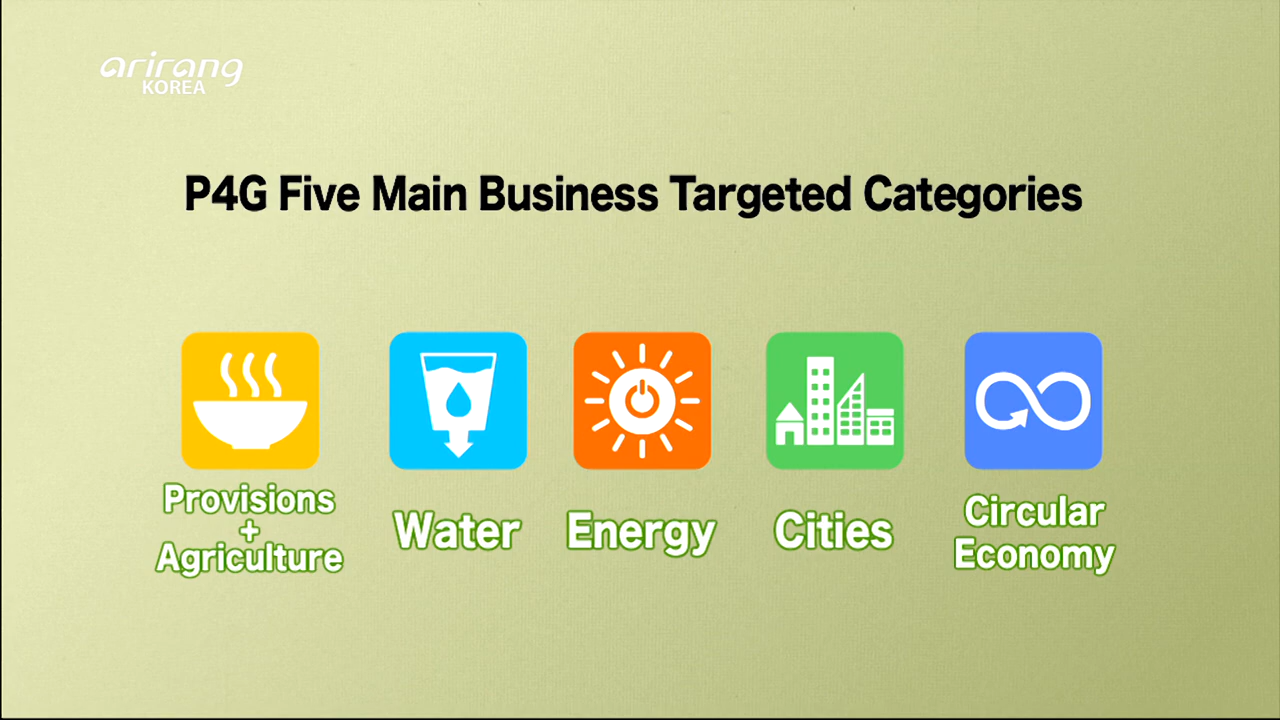 arirang
KOREA
P4G Five Main Business Targeted Categories
Provisions
+
Agriculture
Water
Energy
Cities
Circular
Economy